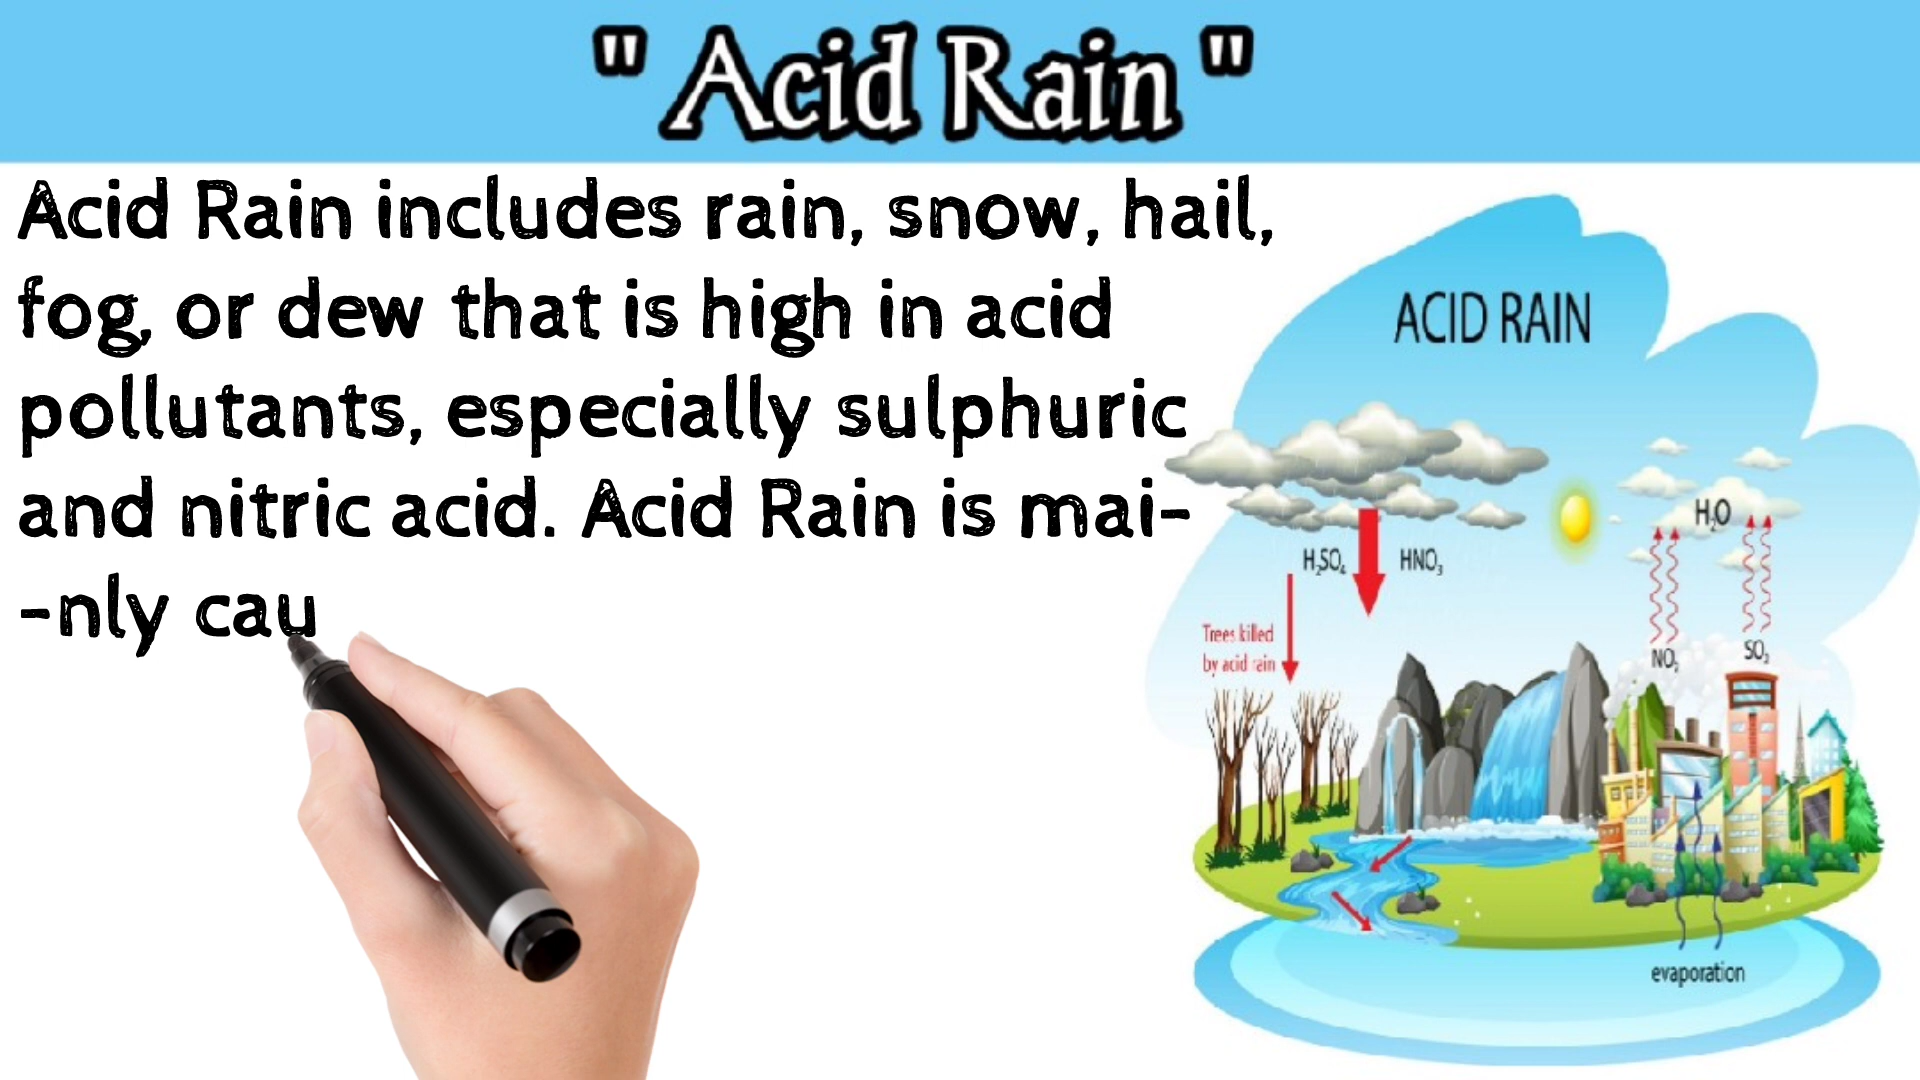 " Acid Rain "
Acid Rain includes rain, snow, hail,
fog, or dew that is high in acid
pollutants, especially sulphuric
and nitric acid. Acid Rain is mai-
-nly cau
ACID RAIN
H₂O
H₂SO₄ HNO₃
Trees killed
by acid rain
NO₂ SO₂
evaporation